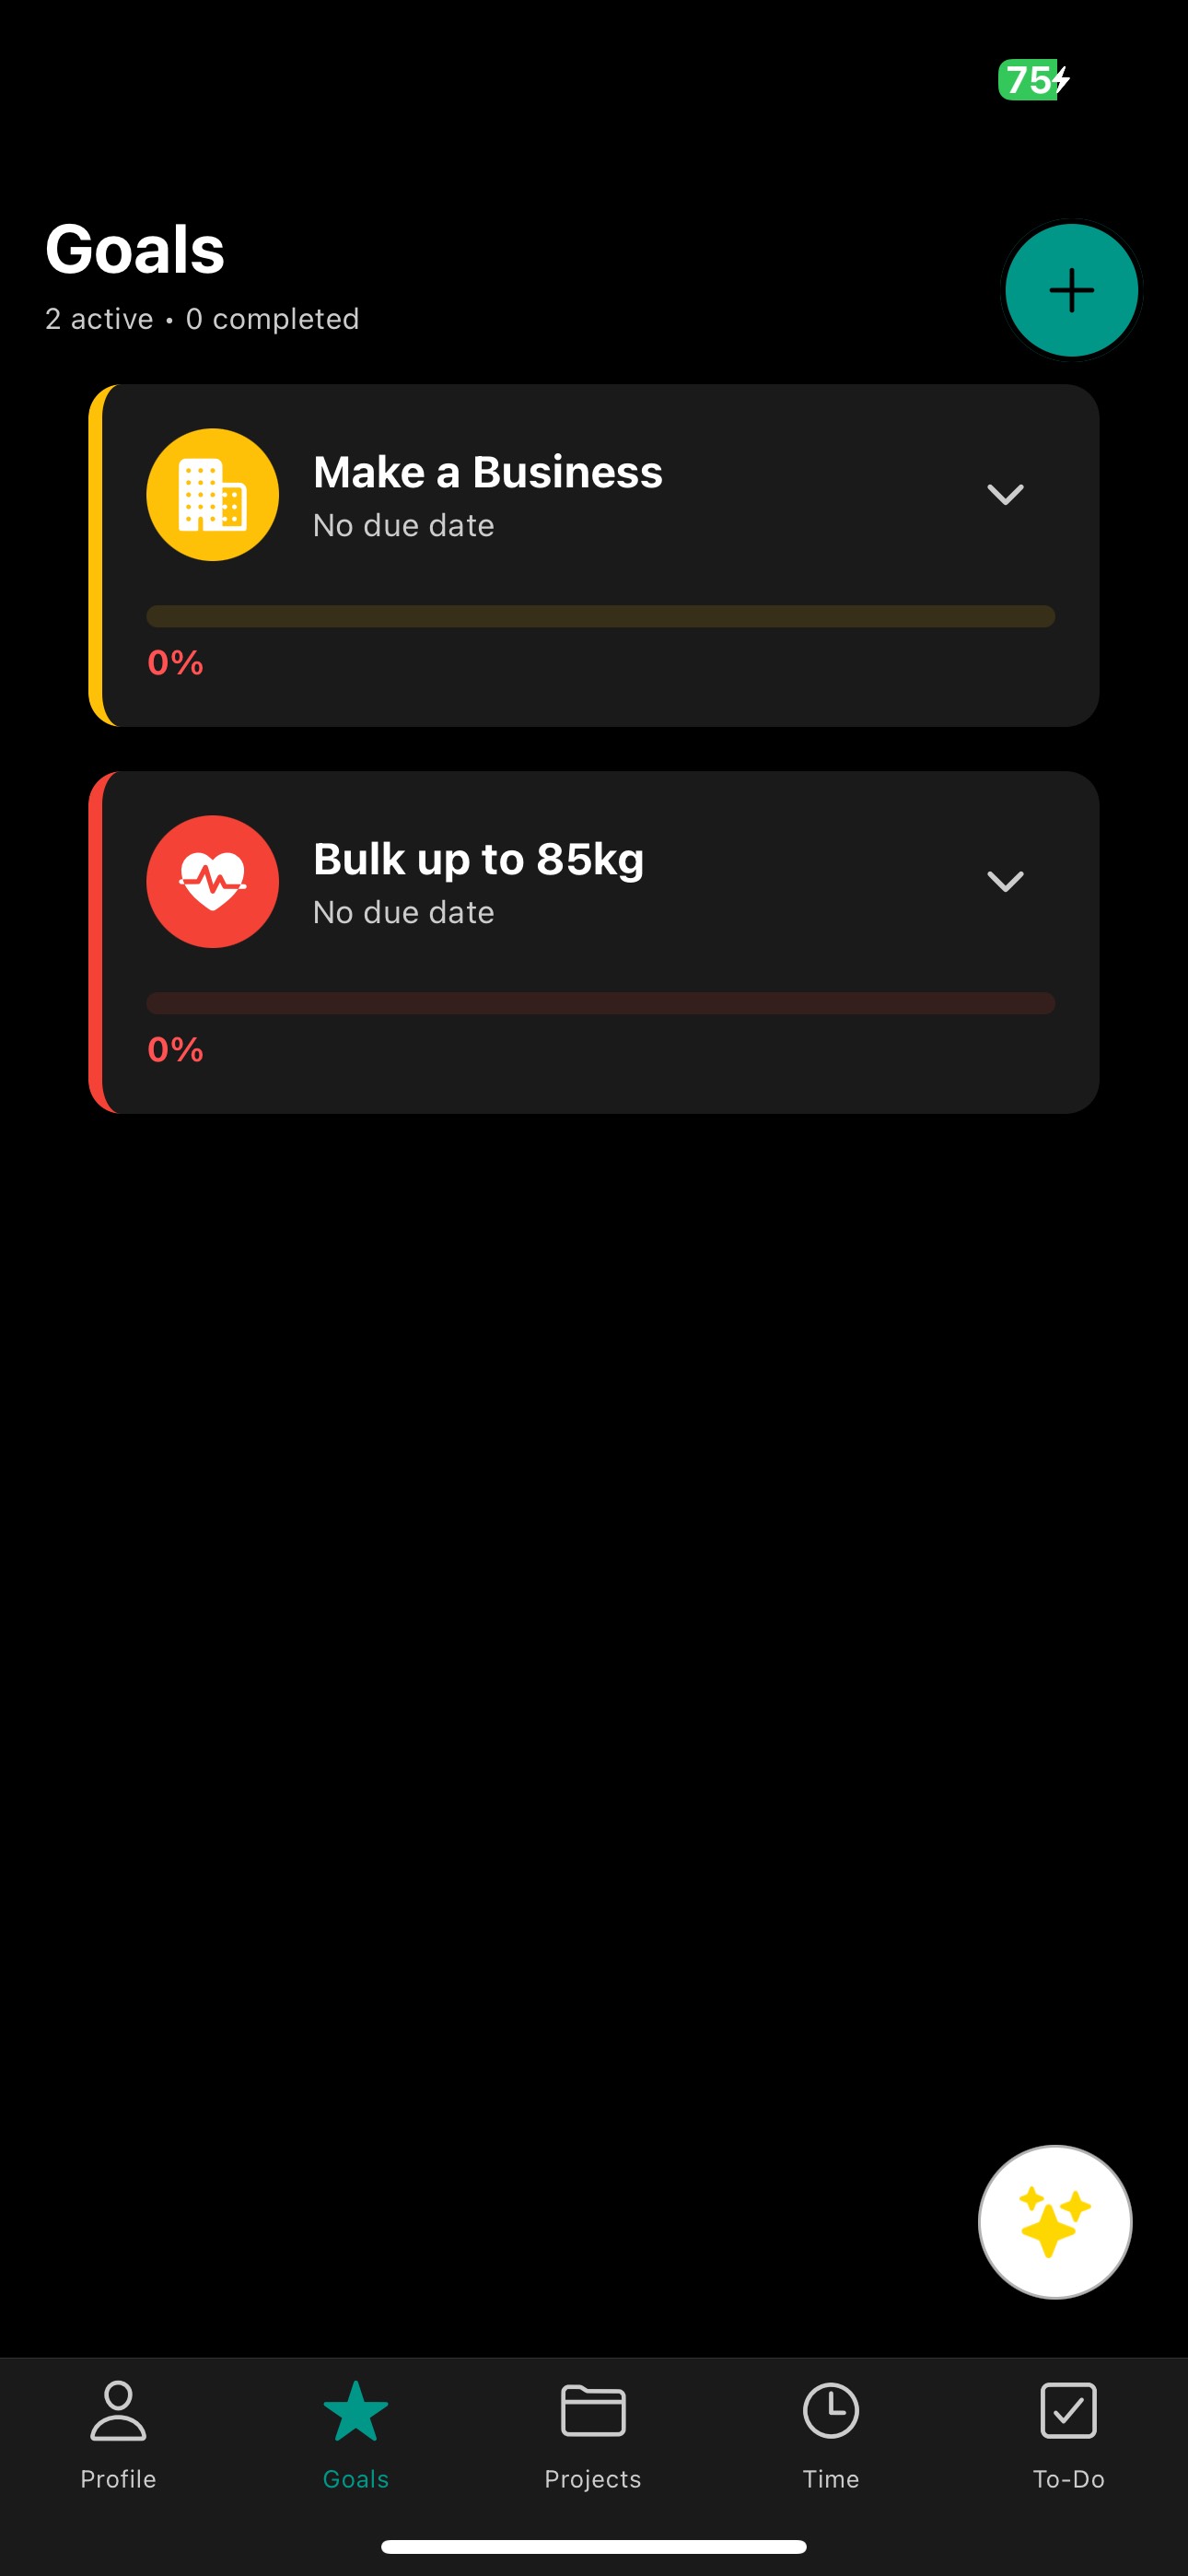 75
Goals
2 active • 0 completed
Make a Business
No due date
0%
Bulk up to 85kg
No due date
0%
Profile
Goals
Projects
Time
To-Do